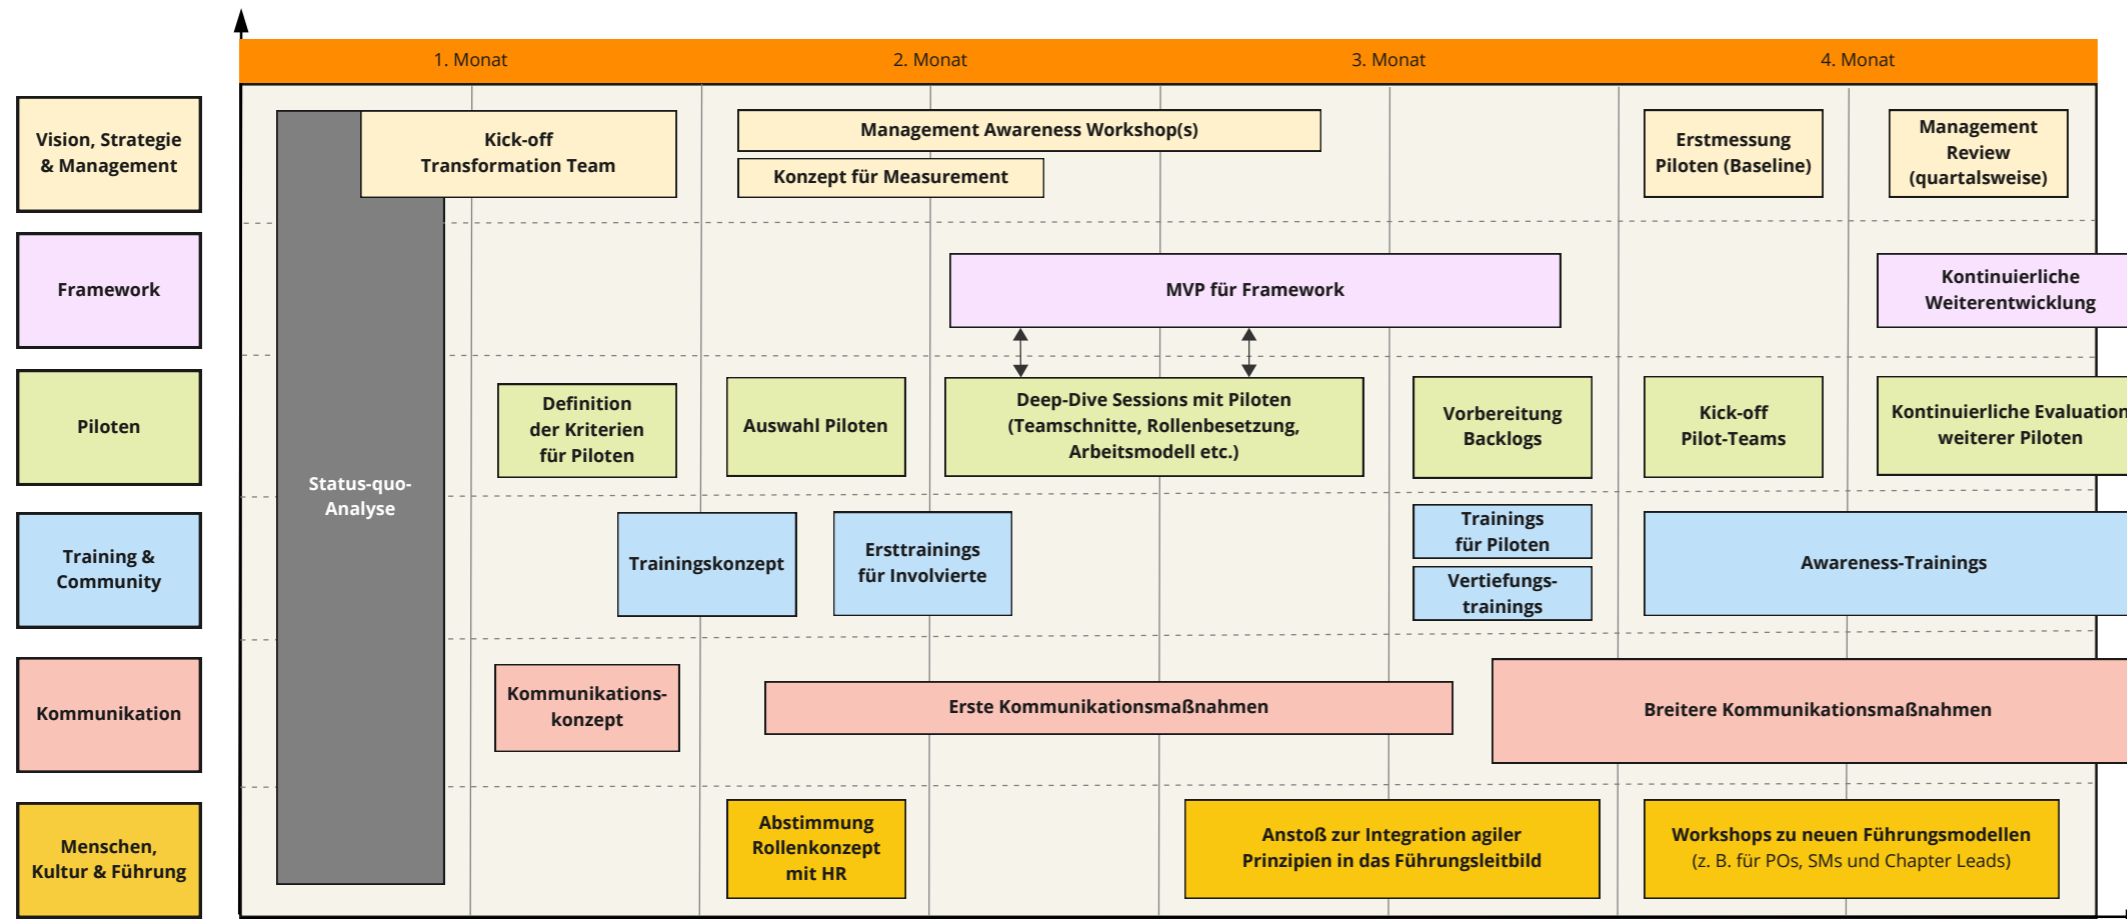 1. Monat
2. Monat
3. Monat
4. Monat
Vision, Strategie
& Management
Kick-off
Transformation Team
Management Awareness Workshop(s)
Konzept für Measurement
Erstmessung
Piloten (Baseline)
Management
Review
(quartalsweise)
Framework
MVP für Framework
Kontinuierliche
Weiterentwicklung
Piloten
Definition
der Kriterien
für Piloten
Auswahl Piloten
Deep-Dive Sessions mit Piloten
(Teamschnitte, Rollenbesetzung,
Arbeitsmodell etc.)
Vorbereitung
Backlogs
Kick-off
Pilot-Teams
Kontinuierliche Evaluation
weiterer Piloten
Status-quo-
Analyse
Training &
Community
Trainingskonzept
Ersttrainings
für Involvierte
Trainings
für Piloten
Vertiefungs-
trainings
Awareness-Trainings
Kommunikation
Kommunikations-
konzept
Erste Kommunikationsmaßnahmen
Breitere Kommunikationsmaßnahmen
Menschen,
Kultur & Führung
Abstimmung
Rollenkonzept
mit HR
Anstoß zur Integration agiler
Prinzipien in das Führungsleitbild
Workshops zu neuen Führungsmodellen
(z. B. für POs, SMs und Chapter Leads)